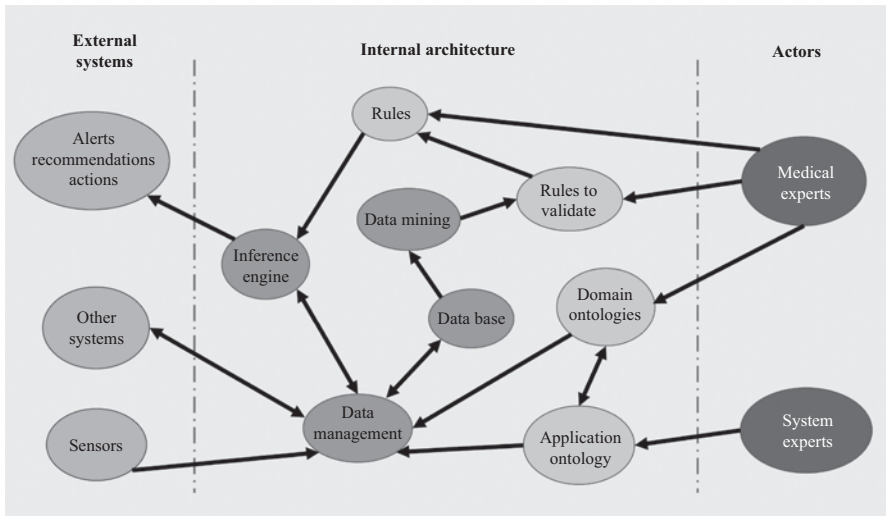 External
systems
Internal architecture
Actors
Rules
Alerts
recommendations
actions
Medical
experts
Rules to
validate
Data mining
Inference
engine
Domain
ontologies
Other
systems
Data base
Data
management
System
experts
Sensors
Application
ontology